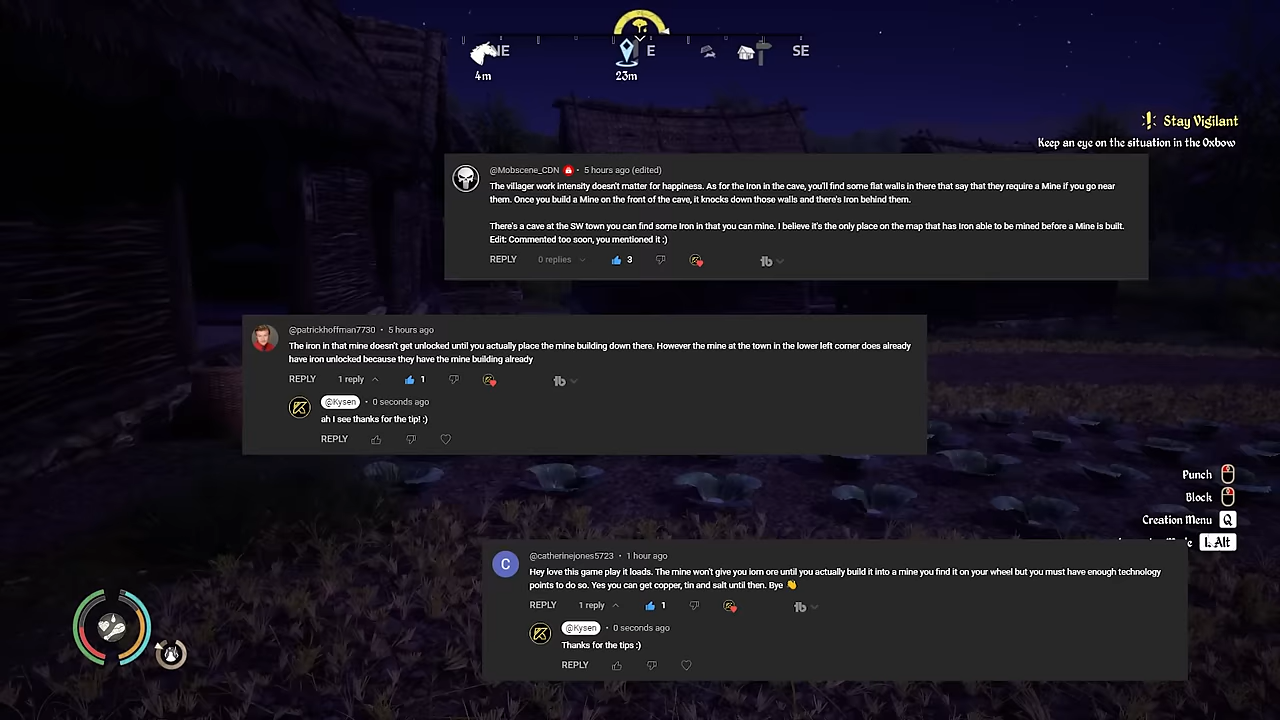 NE
E
SE
4m
23m
Stay Vigilant
Keep an eye on the situation in the Oxbow
@Mobscene_CDN • 5 hours ago (edited)
The villager work intensity doesn't matter for happiness. As for the Iron in the cave, you'll find some flat walls in there that say that they require a Mine if you go near
them. Once you build a Mine on the front of the cave, it knocks down those walls and there's Iron behind them.
There's a cave at the SW town you can find some Iron in that you can mine. I believe it's the only place on the map that has Iron able to be mined before a Mine is built.
Edit: Commented too soon, you mentioned it :)
REPLY 0 replies 3
@patrickhoffman7730 • 5 hours ago
The iron in that mine doesn't get unlocked until you actually place the mine building down there. However the mine at the town in the lower left corner does already
have iron unlocked because they have the mine building already
REPLY 1 reply 1
@Kysen • 0 seconds ago
ah I see thanks for the tip! :)
REPLY
Punch
Block
Creation Menu Q
L Alt
C
@catherinejones5723 • 1 hour ago
Hey love this game play it loads. The mine won't give you iorn ore until you actually build it into a mine you find it on your wheel but you must have enough technology
points to do so. Yes you can get copper, tin and salt until then. Bye 👋
REPLY 1 reply 1
@Kysen • 0 seconds ago
Thanks for the tips :)
REPLY